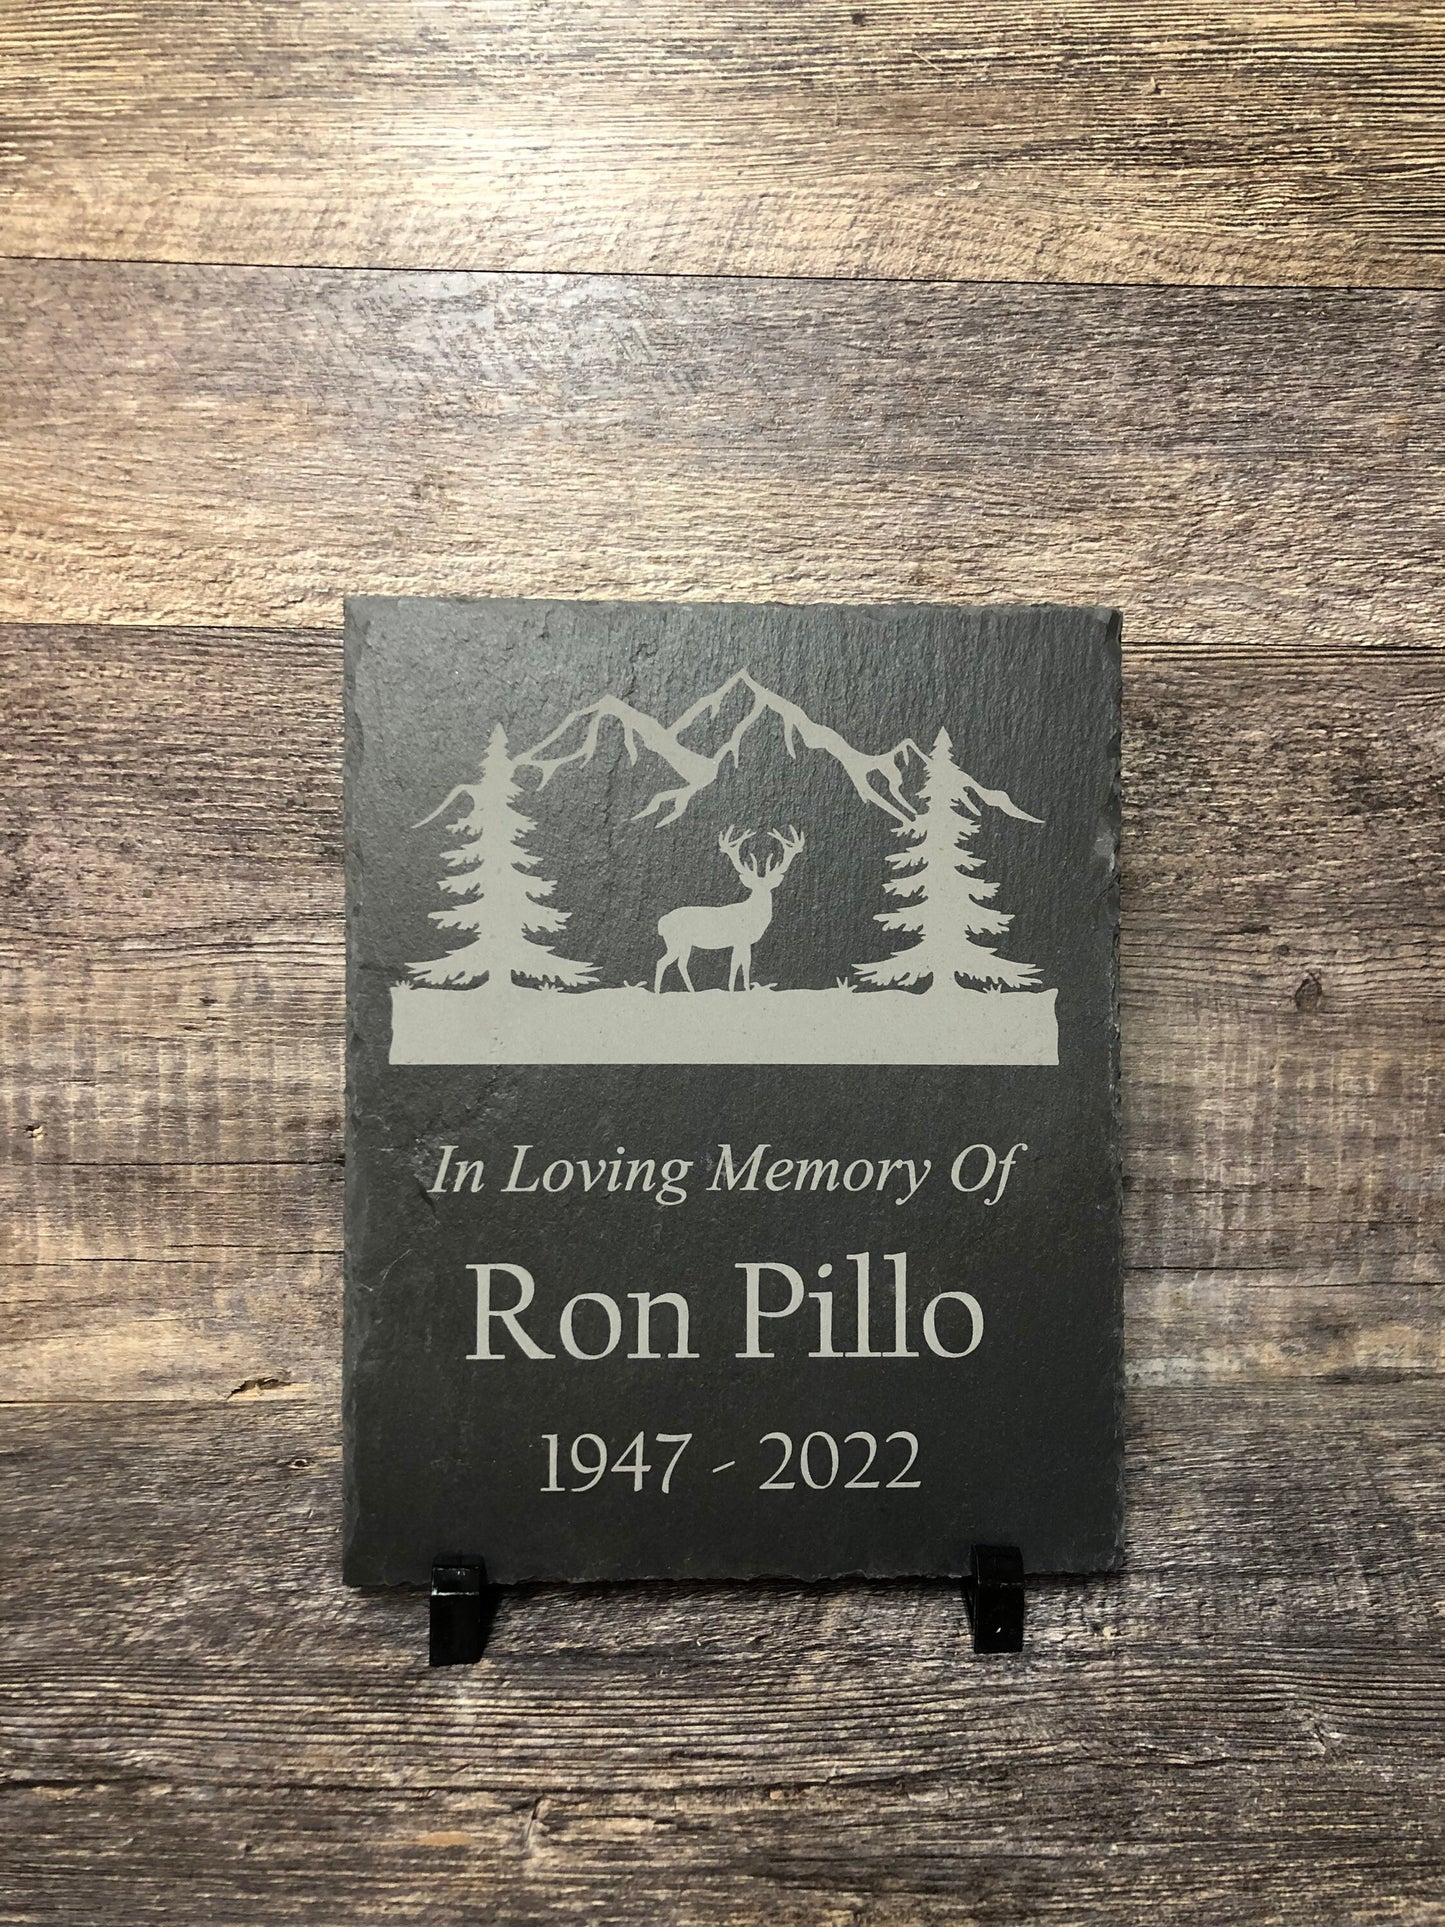 In Loving Memory Of
Ron Pillo
1947 - 2022